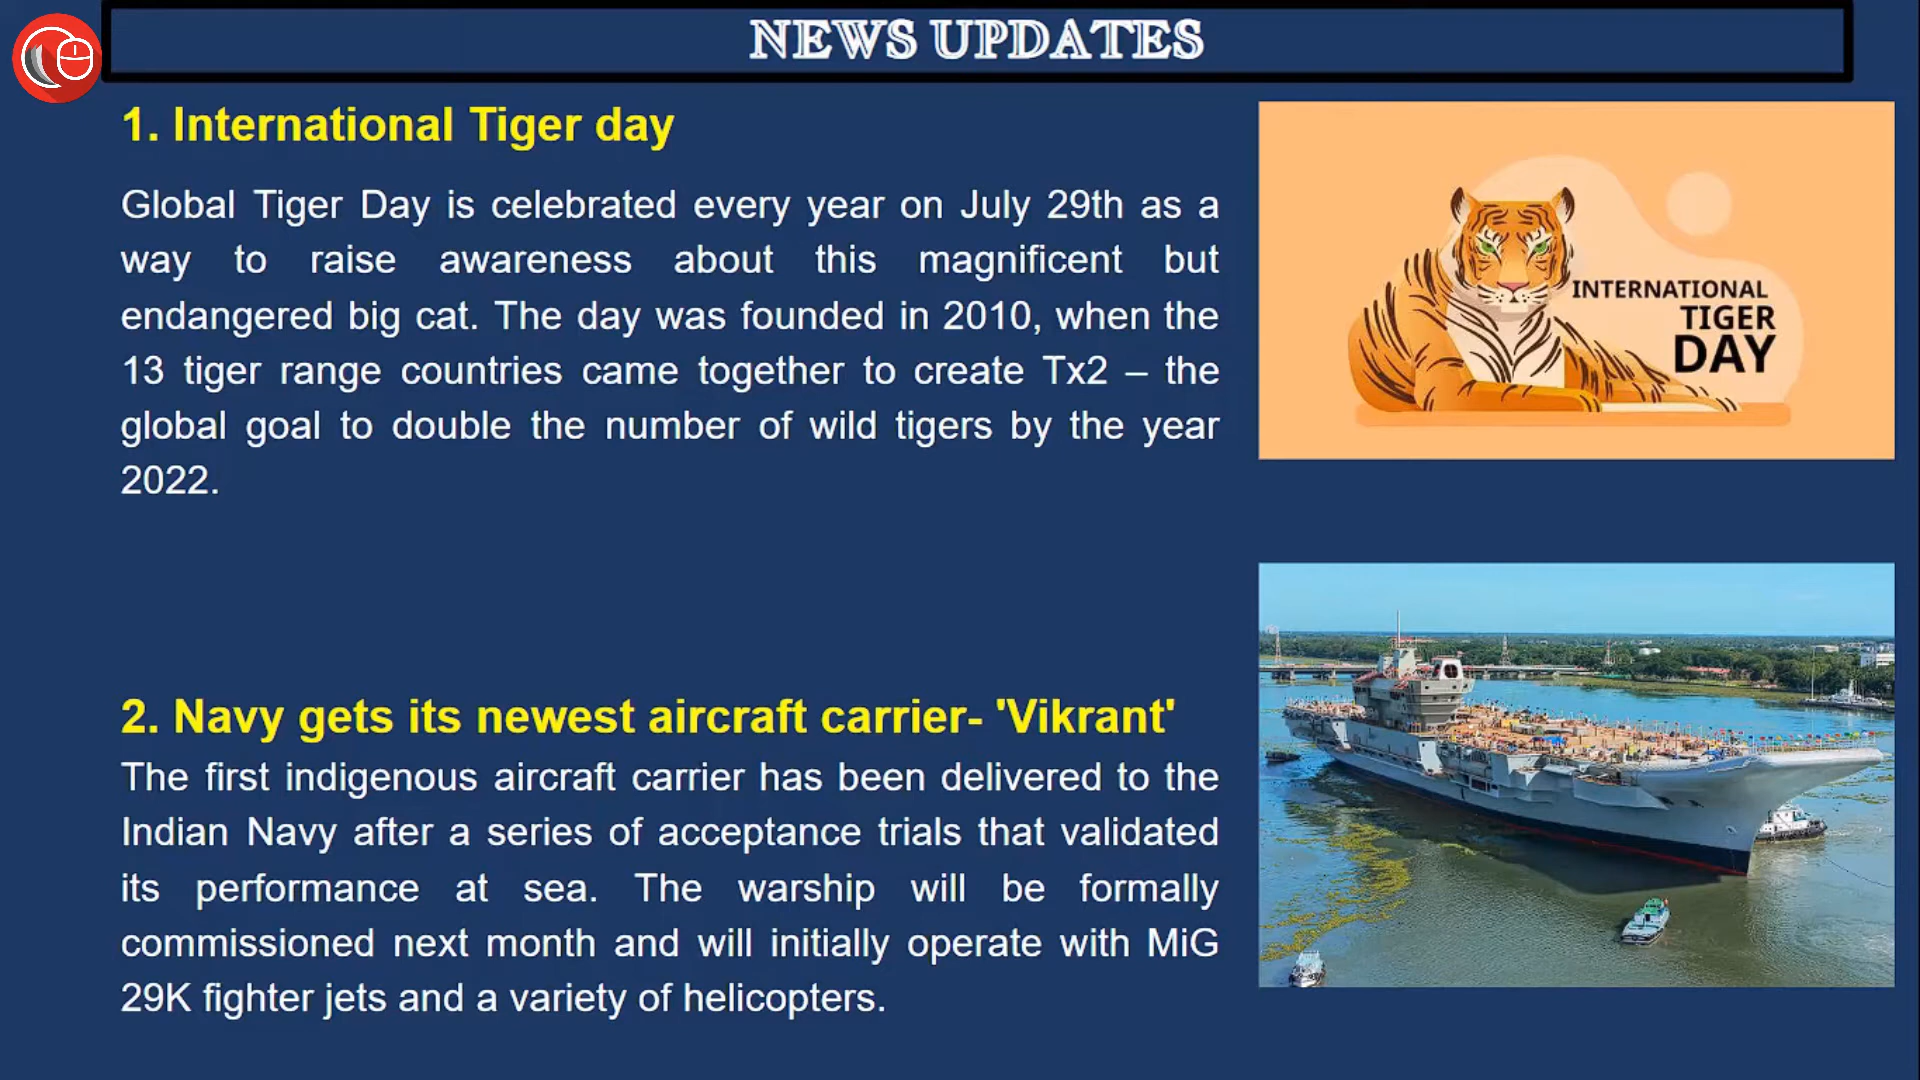 NEWS UPDATES
1. International Tiger day
Global Tiger Day is celebrated every year on July 29th as a
way to raise awareness about this magnificent but
endangered big cat. The day was founded in 2010, when the
13 tiger range countries came together to create Tx2 – the
global goal to double the number of wild tigers by the year
2022.
INTERNATIONAL
TIGER
DAY
2. Navy gets its newest aircraft carrier- 'Vikrant'
The first indigenous aircraft carrier has been delivered to the
Indian Navy after a series of acceptance trials that validated
its performance at sea. The warship will be formally
commissioned next month and will initially operate with MiG
29K fighter jets and a variety of helicopters.